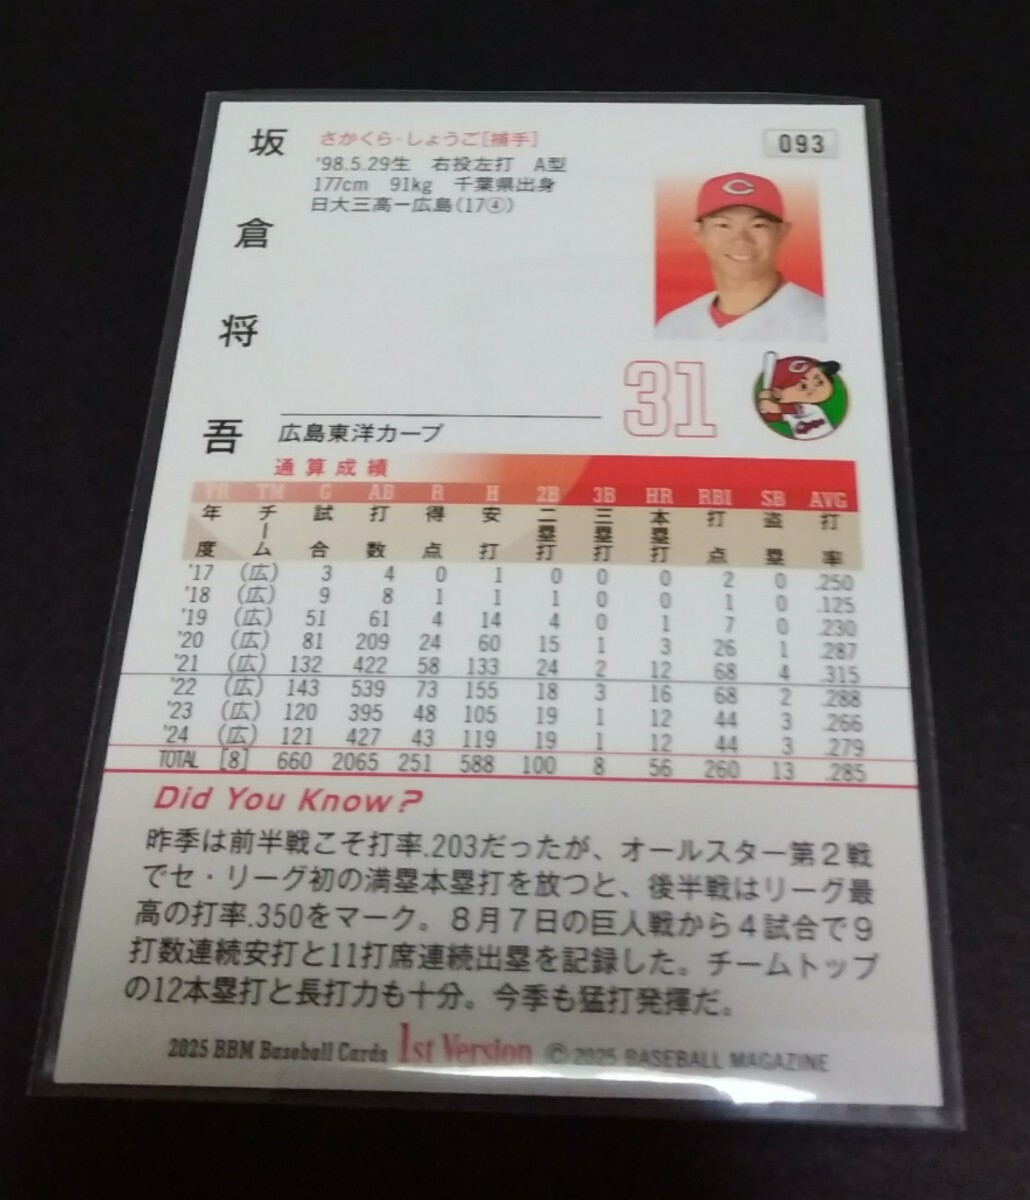 坂倉将吾
さかくら・しょうご[捕手]
'98.5.29生 右投左打 A型
177cm 91kg 千葉県出身
日大三高ー広島(17④)
093
C
31
広島東洋カープ
通算成績
YR TM G AB R H 2B 3B HR RBI SB AVG
年度 チーム 試合 打数 得点 安打 二塁打 三塁打 本塁打 打点 盗塁 打率
'17 (広) 3 4 0 1 0 0 0 2 0 .250
'18 (広) 9 8 1 1 1 0 0 1 0 .125
'19 (広) 51 61 4 14 4 0 1 7 0 .230
'20 (広) 81 209 24 60 15 1 3 26 1 .287
'21 (広) 132 422 58 133 24 2 12 68 4 .315
'22 (広) 143 539 73 155 18 3 16 68 2 .288
'23 (広) 120 395 48 105 19 1 12 44 3 .266
'24 (広) 121 427 43 119 19 1 12 44 3 .279
TOTAL [8] 660 2065 251 588 100 8 56 260 13 .285
Did You Know?
昨季は前半戦こそ打率.203だったが、オールスター第２戦
でセ・リーグ初の満塁本塁打を放つと、後半戦はリーグ最
高の打率.350をマーク。８月７日の巨人戦から４試合で９
打数連続安打と11打席連続出塁を記録した。チームトップ
の12本塁打と長打力も十分。今季も猛打発揮だ。
2025 BBM Baseball Cards 1st Version © 2025 BASEBALL MAGAZINE